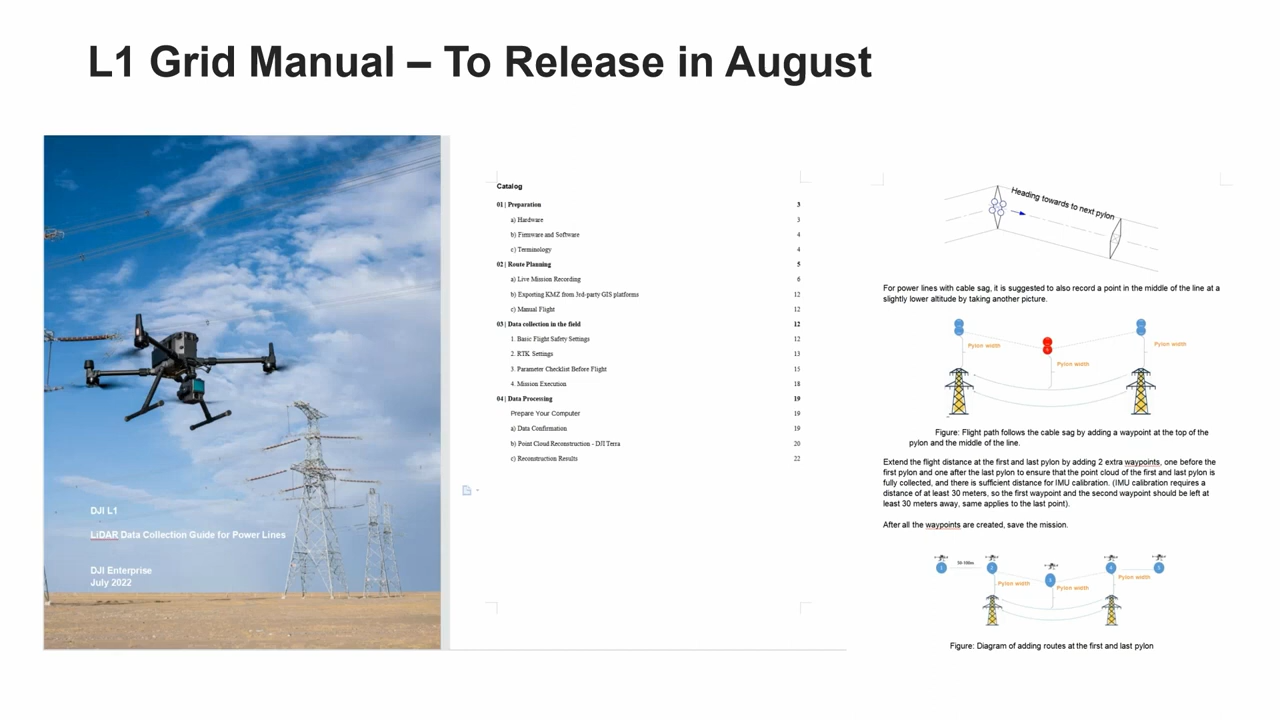 L1 Grid Manual – To Release in August
DJI L1
LiDAR Data Collection Guide for Power Lines
DJI Enterprise
July 2022
Catalog
01 | Preparation 3
a) Hardware 3
b) Firmware and Software 4
c) Terminology 4
02 | Route Planning 5
a) Live Mission Recording 6
b) Exporting KMZ from 3rd-party GIS platforms 12
c) Manual Flight 12
03 | Data collection in the field 12
1. Basic Flight Safety Settings 12
2. RTK Settings 13
3. Parameter Checklist Before Flight 15
4. Mission Execution 18
04 | Data Processing 19
Prepare Your Computer 19
a) Data Confirmation 19
b) Point Cloud Reconstruction - DJI Terra 20
c) Reconstruction Results 22
Heading towards to next pylon
For power lines with cable sag, it is suggested to also record a point in the middle of the line at a
slightly lower altitude by taking another picture.
Pylon width
Pylon width
Pylon width
Figure: Flight path follows the cable sag by adding a waypoint at the top of the
pylon and the middle of the line.
Extend the flight distance at the first and last pylon by adding 2 extra waypoints, one before the
first pylon and one after the last pylon to ensure that the point cloud of the first and last pylon is
fully collected, and there is sufficient distance for IMU calibration. (IMU calibration requires a
distance of at least 30 meters, so the first waypoint and the second waypoint should be left at
least 30 meters away, same applies to the last point).
After all the waypoints are created, save the mission.
1 50-100m 2 3 4 5
Pylon width
Pylon width
Pylon width
Figure: Diagram of adding routes at the first and last pylon